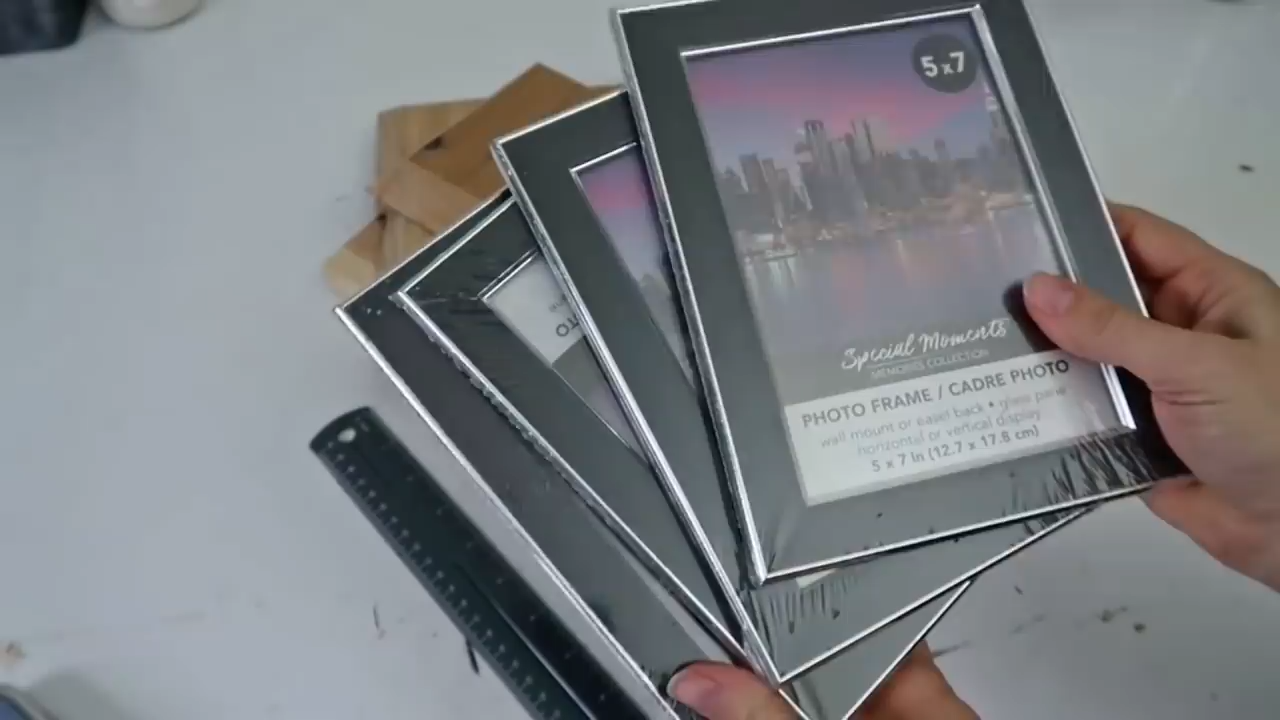 5x7
Special Moments
MEMORIES COLLECTION
PHOTO FRAME / CADRE PHOTO
wall mount or easel back • glass pane
horizontal or vertical display
5 x 7 in (12.7 x 17.8 cm)
OTO